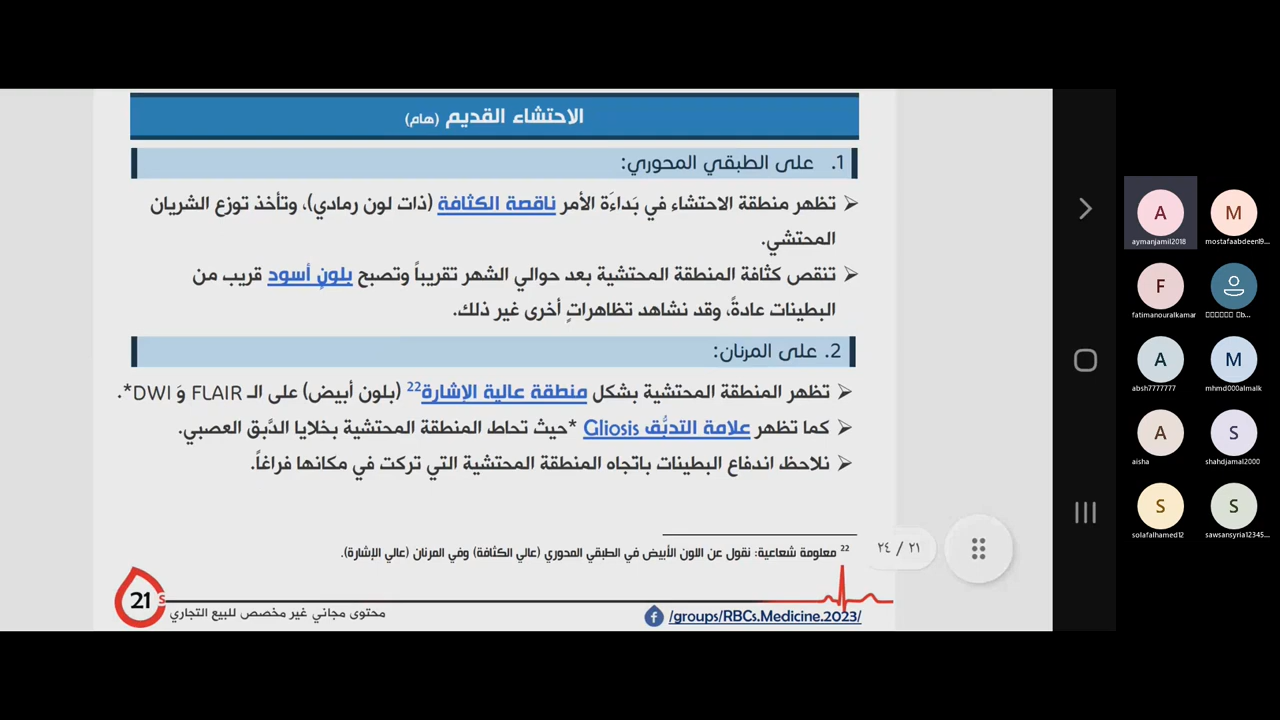 الاحتشاء القديم (هام)
1. على الطبقي المحوري:
تظهر منطقة الاحتشاء في بَداءَة الأمر ناقصة الكثافة (ذات لون رمادي)، وتأخذ توزع الشريان
المحتشي.
تنقص كثافة المنطقة المحتشية بعد حوالي الشهر تقريباً وتصبح بلونٍ أسود قريب من
البطينات عادةً، وقد نشاهد تظاهراتٍ أخرى غير ذلك.
2. على المرنان:
تظهر المنطقة المحتشية بشكل منطقة عالية الإشارة22 (بلون أبيض) على الـ FLAIR وَ DWI*.
كما تظهر علامة التدبُّق Gliosis *حيث تحاط المنطقة المحتشية بخلايا الدَّبق العصبي.
نلاحظ اندفاع البطينات باتجاه المنطقة المحتشية التي تركت في مكانها فراغاً.
22 معلومة شعاعية: نقول عن اللون الأبيض في الطبقي المحوري (عالي الكثافة) وفي المرنان (عالي الإشارة).
٢١ / ٢٤
21
محتوى مجاني غير مخصص للبيع التجاري
/groups/RBCs.Medicine.2023/
A
aymanjamil2018
M
mostafaabdeen19...
F
fatimanouralkamar
A
absh7777777
M
mhmd000almalk
A
aisha
S
shahdjamal2000
S
solafalhamed12
S
sawsansyria12345...